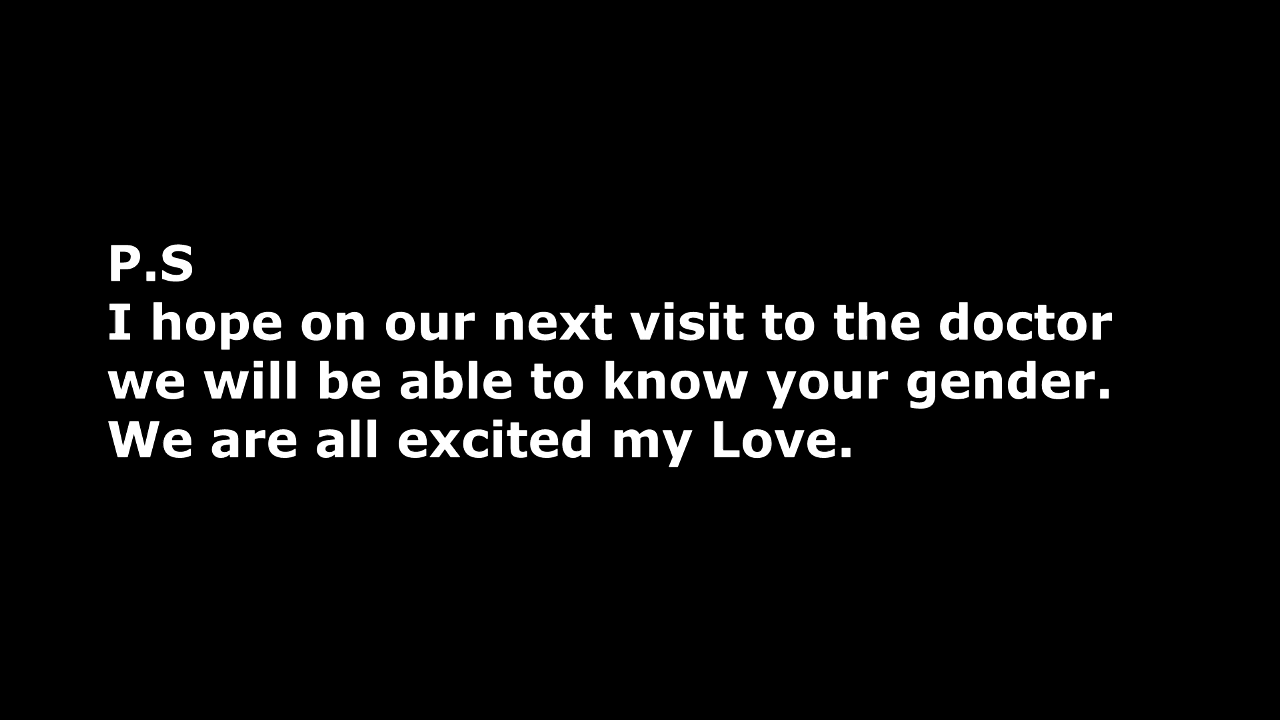 P.S
I hope on our next visit to the doctor
we will be able to know your gender.
We are all excited my Love.